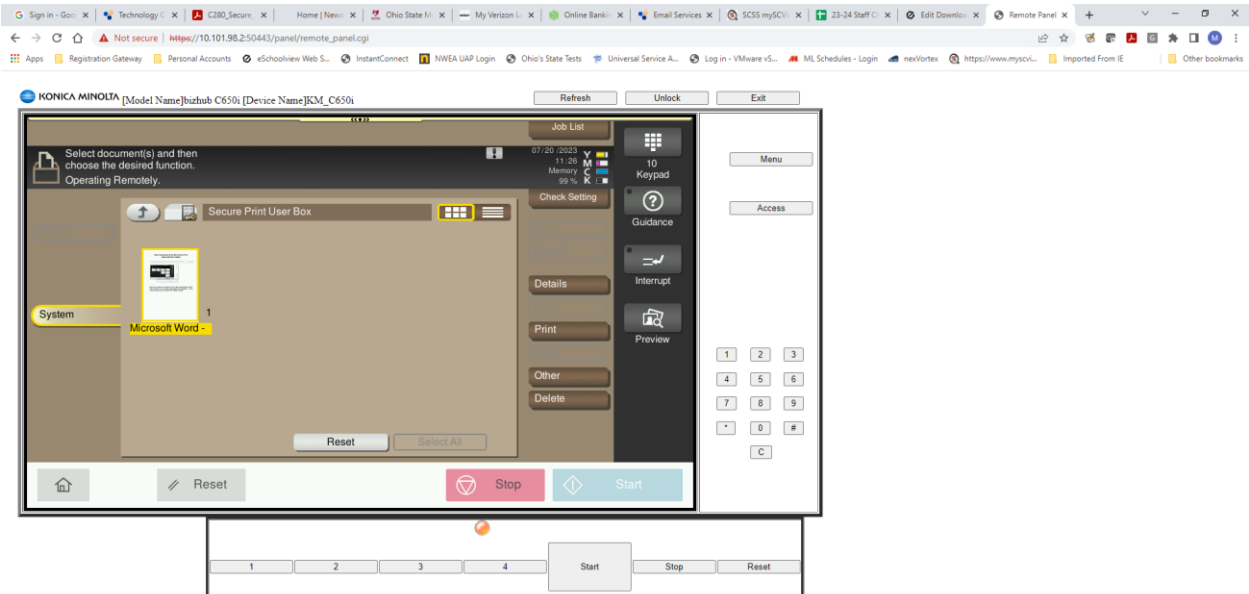 Sign in - Goo
Technology C
C280_Secure_
Home | News
Ohio State M
My Verizon L
Online Bankin
Email Services
SCSS mySCV
23-24 Staff C
Edit Downloa
Remote Panel
Not secure | https://10.101.98.2:50443/panel/remote_panel.cgi
Apps
Registration Gateway
Personal Accounts
eSchoolview Web S...
InstantConnect
NWEA UAP Login
Ohio's State Tests
Universal Service A...
Log in - VMware vS...
ML Schedules - Login
nexVortex
https://www.myscvi...
Imported From IE
Other bookmarks
KONICA MINOLTA [Model Name]bizhub C650i [Device Name]KM_C650i
Refresh
Unlock
Exit
Job List
Select document(s) and then
choose the desired function.
Operating Remotely.
07/20 /2023
11:26
Memory
99 %
Y
M
C
K
10
Keypad
Menu
Access
Secure Print User Box
Check Setting
Guidance
Interrupt
Details
System
1
Microsoft Word -
Print
Preview
Other
Delete
Reset
Select All
1 2 3
4 5 6
7 8 9
* 0 #
C
Reset
Stop
Start
1
2
3
4
Start
Stop
Reset